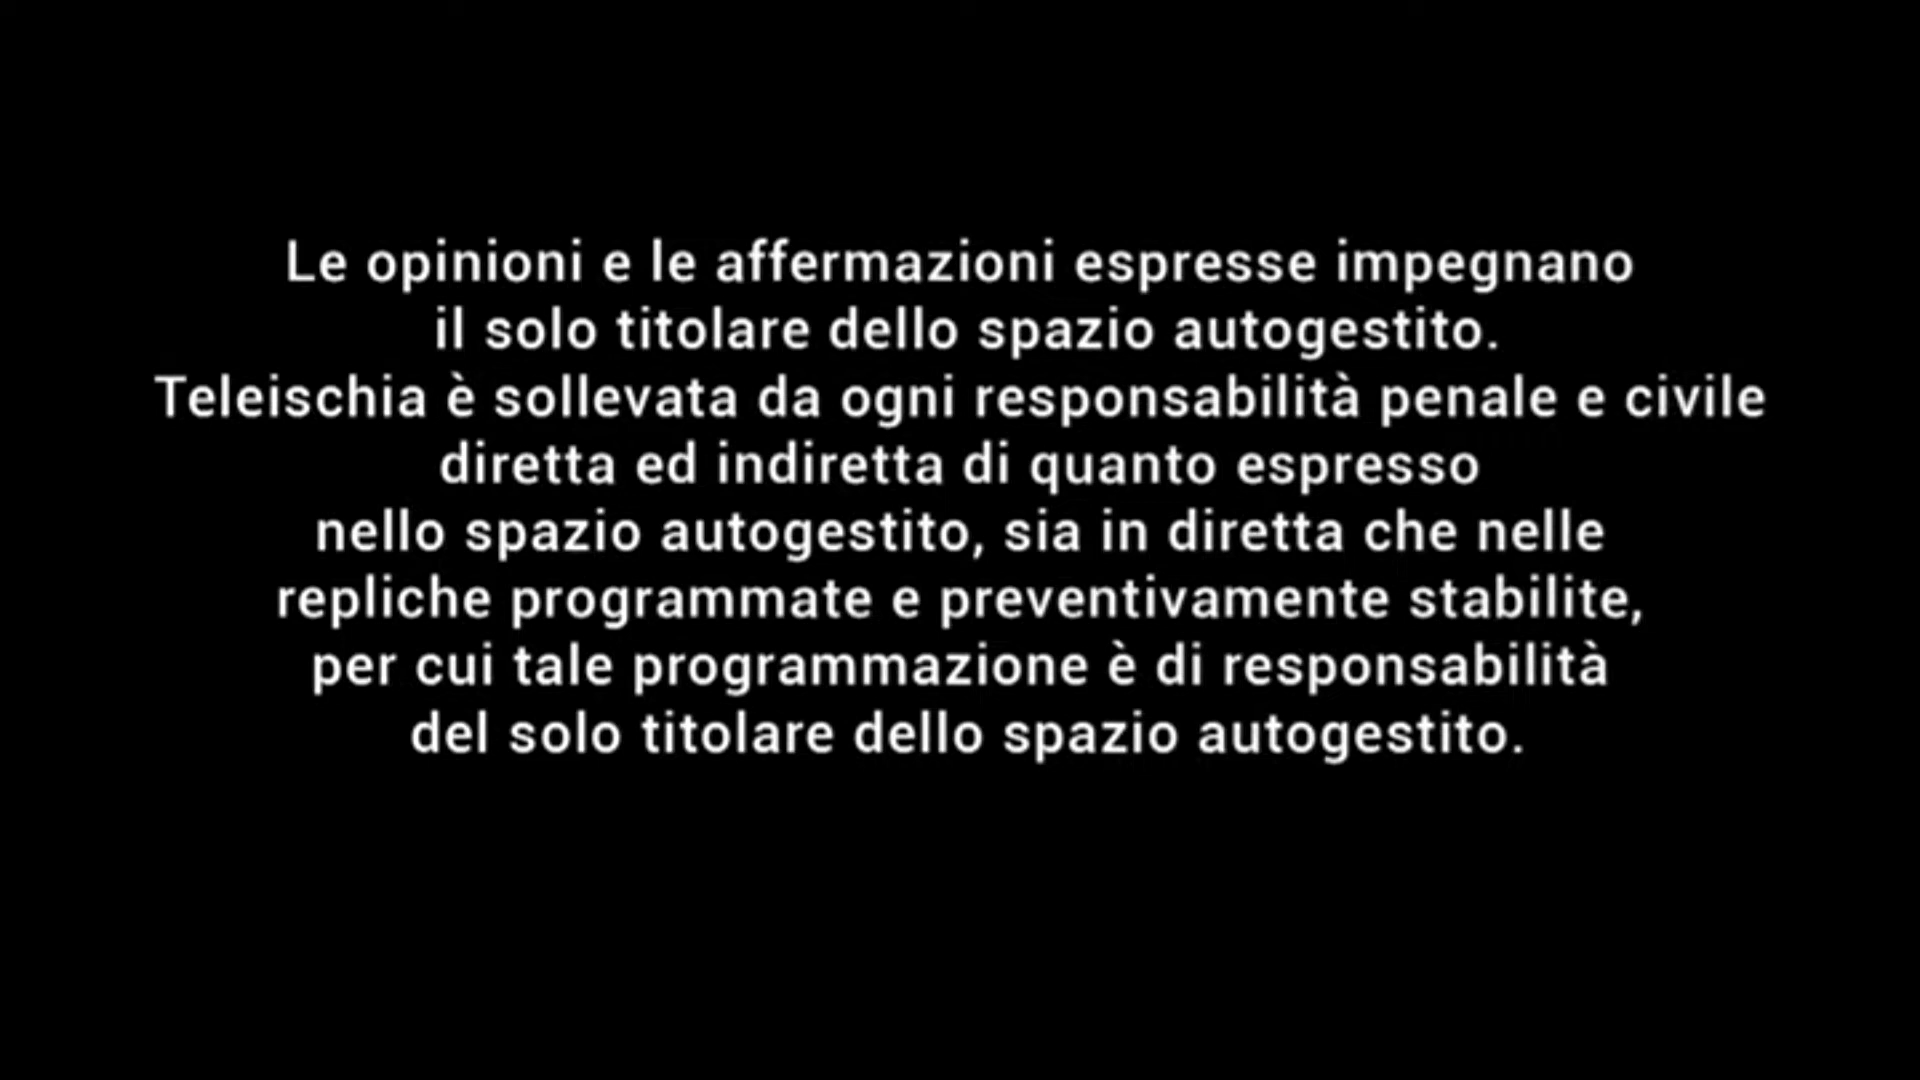 Le opinioni e le affermazioni espresse impegnano
il solo titolare dello spazio autogestito.
Teleischia è sollevata da ogni responsabilità penale e civile
diretta ed indiretta di quanto espresso
nello spazio autogestito, sia in diretta che nelle
repliche programmate e preventivamente stabilite,
per cui tale programmazione è di responsabilità
del solo titolare dello spazio autogestito.